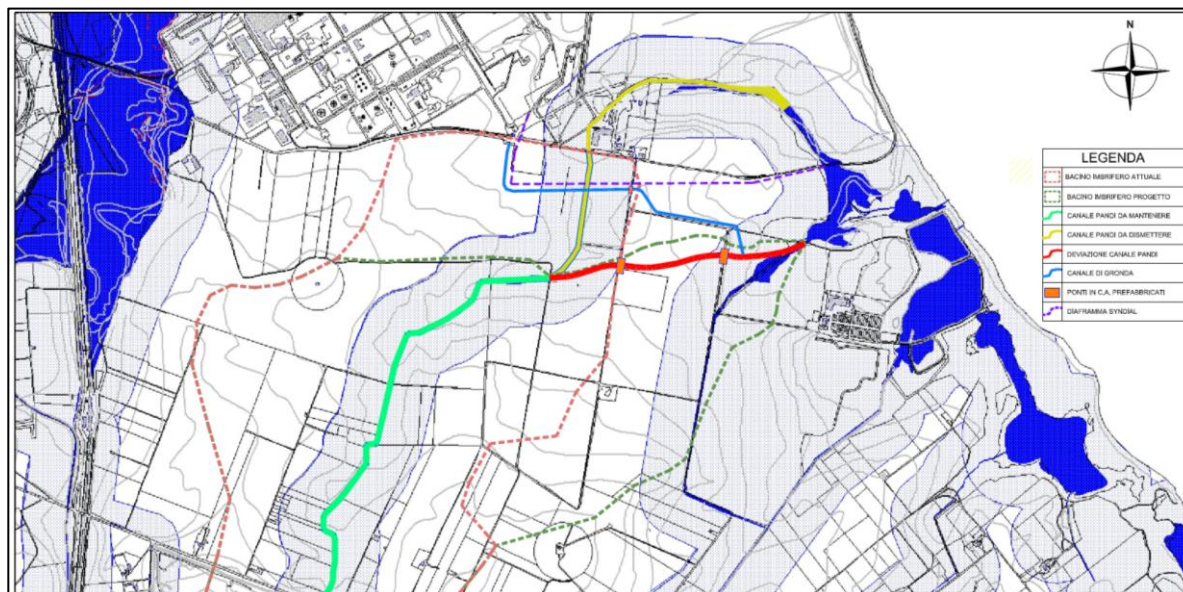 N
LEGENDA
BACINO IMBRIFERO ATTUALE
BACINO IMBRIFERO PROGETTO
CANALE PANDI DA MANTENERE
CANALE PANDI DA DISMETTERE
DEVIAZIONE CANALE PANDI
CANALE DI GRONDA
PONTI IN C.A. PREFABBRICATI
DIAFRAMMA SYNDIAL